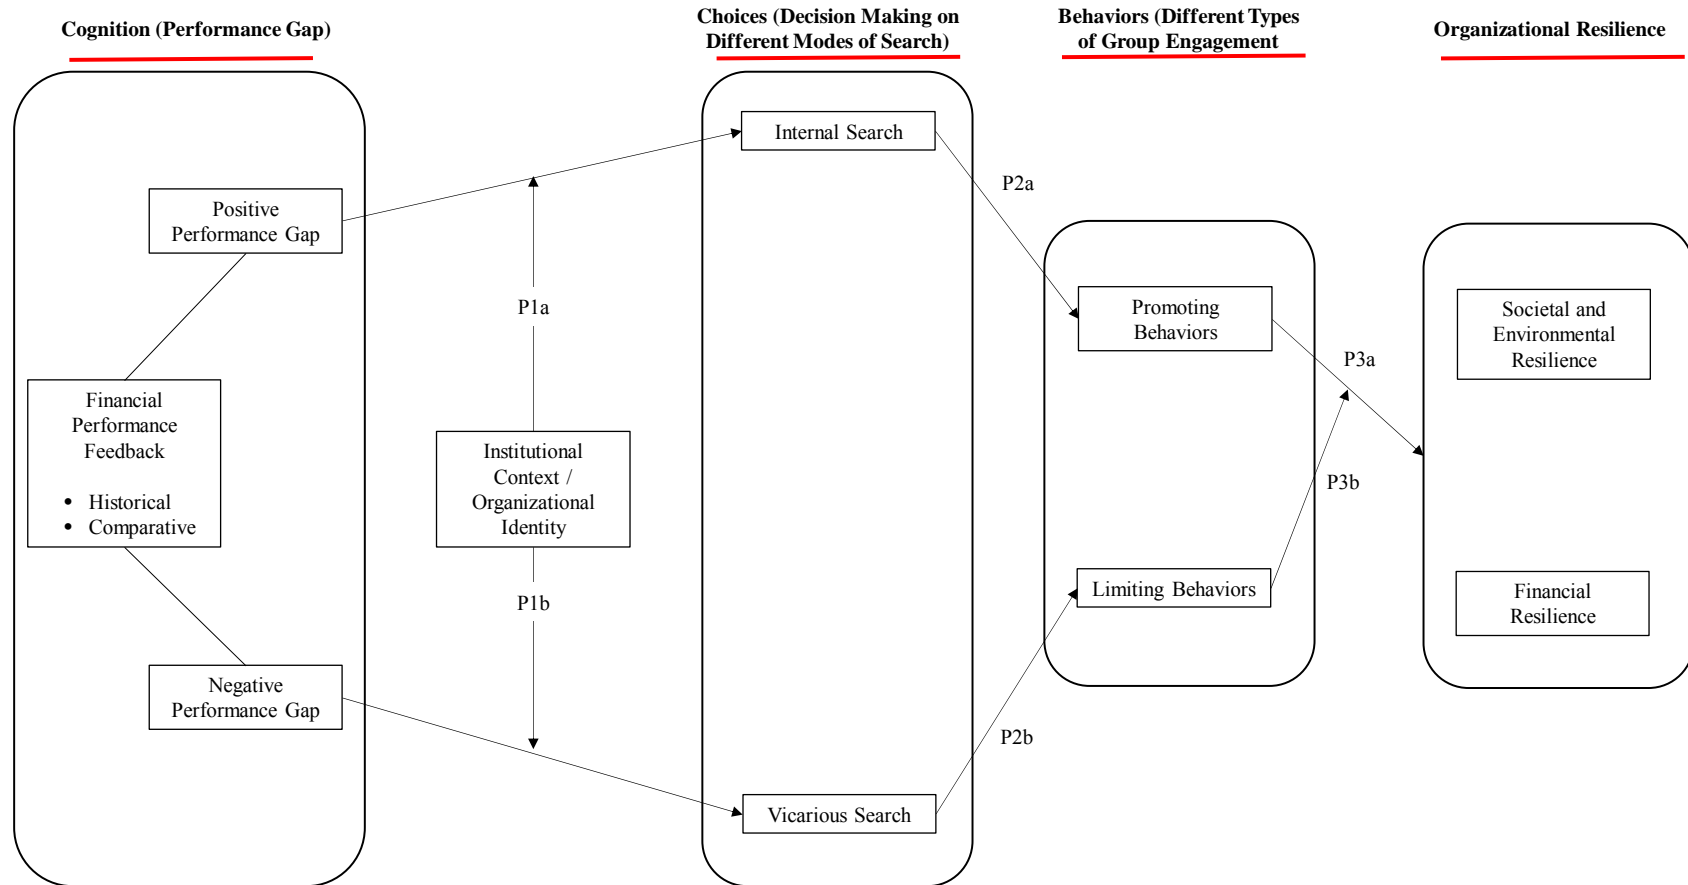 Cognition (Performance Gap)
Choices (Decision Making on
Different Modes of Search)
Behaviors (Different Types
of Group Engagement
Organizational Resilience
Internal Search
P2a
Positive
Performance Gap
P1a
Promoting
Behaviors
Societal and
Environmental
Resilience
P3a
Financial
Performance
Feedback
• Historical
• Comparative
Institutional
Context /
Organizational
Identity
P3b
P1b
Limiting Behaviors
Financial
Resilience
Negative
Performance Gap
P2b
Vicarious Search